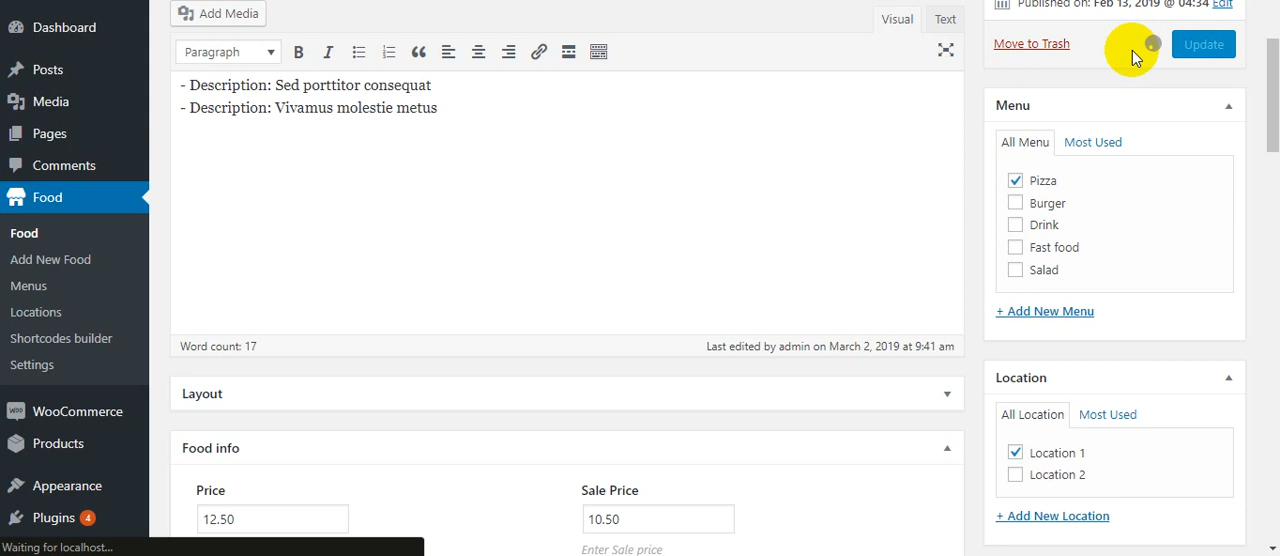 Dashboard
Posts
Media
Pages
Comments
Food
Food
Add New Food
Menus
Locations
Shortcodes builder
Settings
WooCommerce
Products
Appearance
Plugins 4
Waiting for localhost...
Add Media
Visual Text
Paragraph
- Description: Sed porttitor consequat
- Description: Vivamus molestie metus
Word count: 17
Last edited by admin on March 2, 2019 at 9:41 am
Layout
Food info
Price
12.50
Sale Price
10.50
Enter Sale price
Published on: Feb 13, 2019 @ 04:34 Edit
Move to Trash
Update
Menu
All Menu Most Used
Pizza
Burger
Drink
Fast food
Salad
+ Add New Menu
Location
All Location Most Used
Location 1
Location 2
+ Add New Location